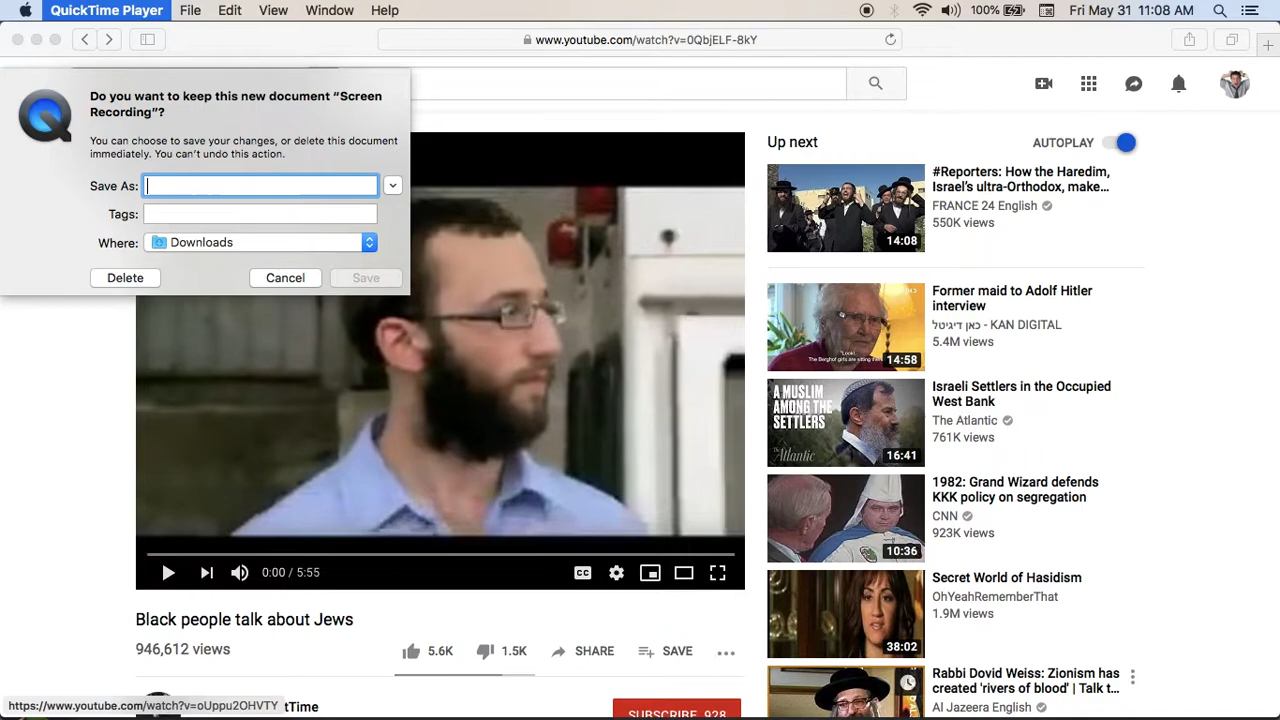 QuickTime Player File Edit View Window Help 100% Fri May 31 11:08 AM
www.youtube.com/watch?v=0QbjELF-8kY
Do you want to keep this new document “Screen
Recording”?
You can choose to save your changes, or delete this document
immediately. You can’t undo this action.
Save As:
Tags:
Where: Downloads
Delete Cancel Save
0:00 / 5:55
CC
Black people talk about Jews
946,612 views
5.6K 1.5K SHARE SAVE
tTime
SUBSCRIBE 928
https://www.youtube.com/watch?v=oUppu2OHVTY
Up next
AUTOPLAY
#Reporters: How the Haredim,
Israel’s ultra-Orthodox, make...
FRANCE 24 English
550K views
14:08
Former maid to Adolf Hitler
interview
כאן דיגיטל - KAN DIGITAL
5.4M views
"Look!
14:58
Israeli Settlers in the Occupied
West Bank
The Atlantic
761K views
A MUSLIM
AMONG THE
SETTLERS
The Atlantic
16:41
1982: Grand Wizard defends
KKK policy on segregation
CNN
923K views
10:36
Secret World of Hasidism
OhYeahRememberThat
1.9M views
38:02
Rabbi Dovid Weiss: Zionism has
created 'rivers of blood' | Talk t...
Al Jazeera English